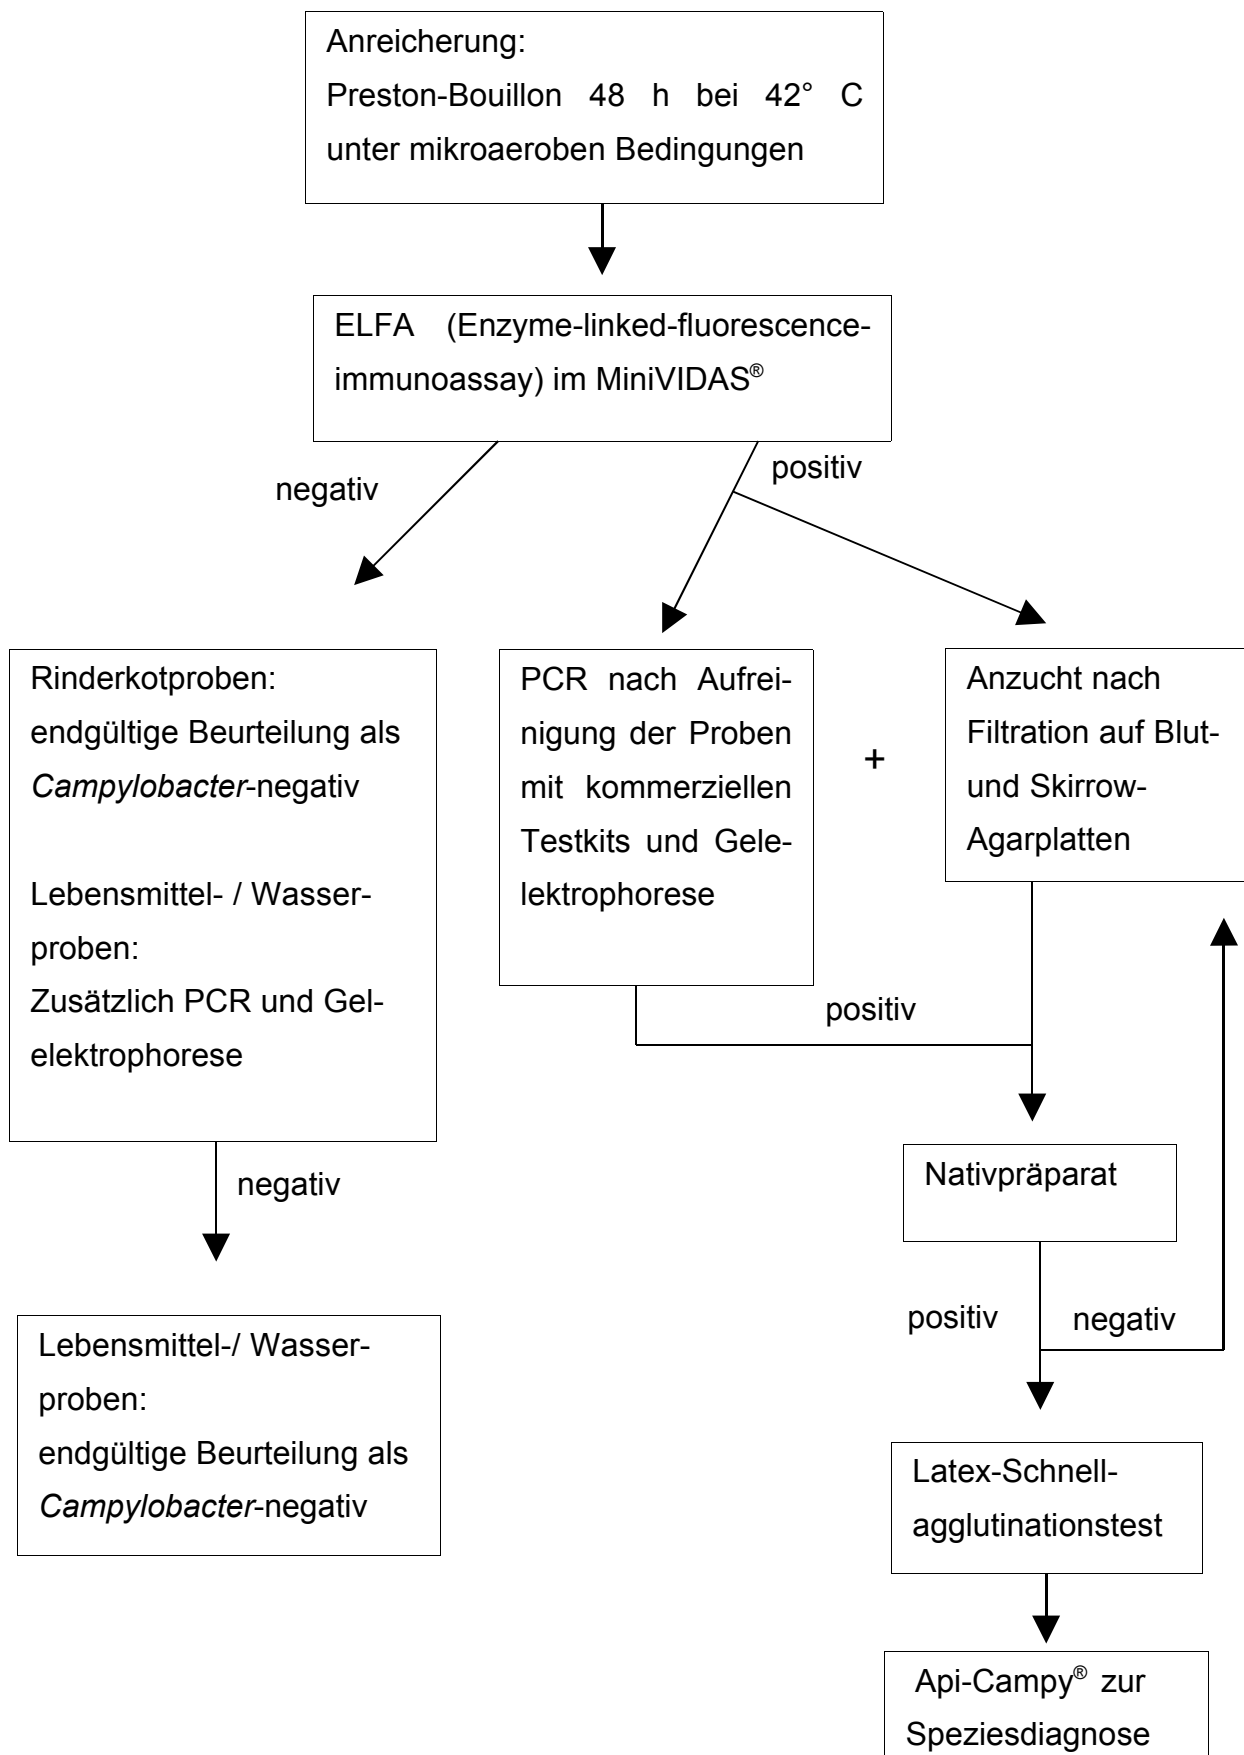 Anreicherung:
Preston-Bouillon 48 h bei 42° C
unter mikroaeroben Bedingungen
ELFA (Enzyme-linked-fluorescence-
immunoassay) im MiniVIDAS®
negativ
positiv
Rinderkotproben:
endgültige Beurteilung als
Campylobacter-negativ
Lebensmittel- / Wasser-
proben:
Zusätzlich PCR und Gel-
elektrophorese
PCR nach Aufrei-
nigung der Proben
mit kommerziellen
Testkits und Gele-
lektrophorese
+
Anzucht nach
Filtration auf Blut-
und Skirrow-
Agarplatten
positiv
negativ
Nativpräparat
positiv
negativ
Lebensmittel-/ Wasser-
proben:
endgültige Beurteilung als
Campylobacter-negativ
Latex-Schnell-
agglutinationstest
Api-Campy® zur
Speziesdiagnose